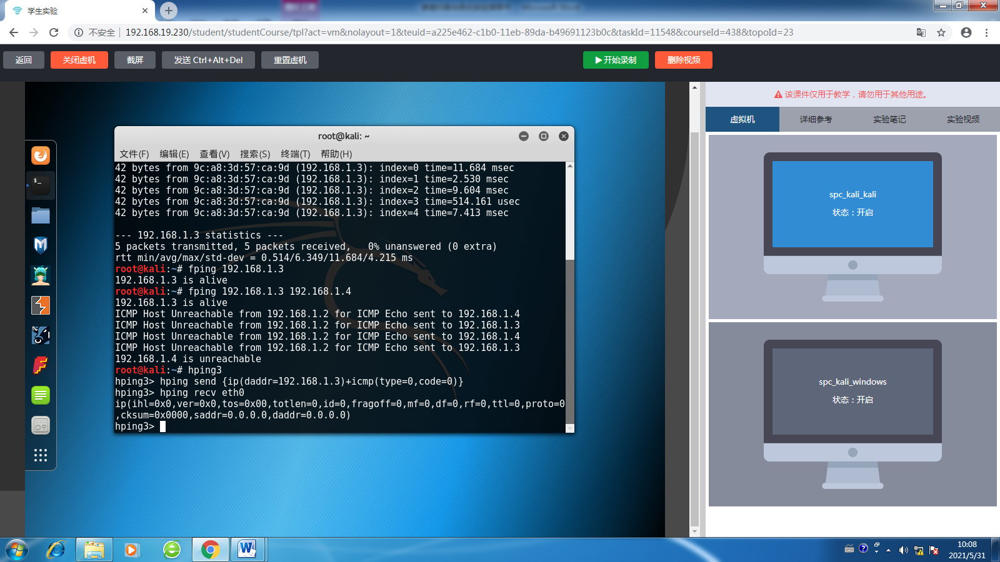 学生实验
不安全 192.168.19.230/student/studentCourse/tpl?act=vm&nolayout=1&teuid=a225e462-c1b0-11eb-89da-b49691123b0c&taskId=11548&courseId=438&topoId=23
返回 关闭虚机 截屏 发送 Ctrl+Alt+Del 重置虚机 开始录制 删除视频
root@kali: ~
文件(F) 编辑(E) 查看(V) 搜索(S) 终端(T) 帮助(H)
42 bytes from 9c:a8:3d:57:ca:9d (192.168.1.3): index=0 time=11.684 msec
42 bytes from 9c:a8:3d:57:ca:9d (192.168.1.3): index=1 time=2.530 msec
42 bytes from 9c:a8:3d:57:ca:9d (192.168.1.3): index=2 time=9.604 msec
42 bytes from 9c:a8:3d:57:ca:9d (192.168.1.3): index=3 time=514.161 usec
42 bytes from 9c:a8:3d:57:ca:9d (192.168.1.3): index=4 time=7.413 msec
--- 192.168.1.3 statistics ---
5 packets transmitted, 5 packets received,   0% unanswered (0 extra)
rtt min/avg/max/std-dev = 0.514/6.349/11.684/4.215 ms
root@kali:~# fping 192.168.1.3
192.168.1.3 is alive
root@kali:~# fping 192.168.1.3 192.168.1.4
192.168.1.3 is alive
ICMP Host Unreachable from 192.168.1.2 for ICMP Echo sent to 192.168.1.4
ICMP Host Unreachable from 192.168.1.2 for ICMP Echo sent to 192.168.1.3
ICMP Host Unreachable from 192.168.1.2 for ICMP Echo sent to 192.168.1.4
ICMP Host Unreachable from 192.168.1.2 for ICMP Echo sent to 192.168.1.3
192.168.1.4 is unreachable
root@kali:~# hping3
hping3> hping send {ip(daddr=192.168.1.3)+icmp(type=0,code=0)}
hping3> hping recv eth0
ip(ihl=0x0,ver=0x0,tos=0x00,totlen=0,id=0,fragoff=0,mf=0,df=0,rf=0,ttl=0,proto=0
,cksum=0x0000,saddr=0.0.0.0,daddr=0.0.0.0)
hping3>
该课件仅用于教学，请勿用于其他用途。
虚拟机 详细参考 实验笔记 实验视频
spc_kali_kali
状态：开启
spc_kali_windows
状态：开启
10:08
2021/5/31